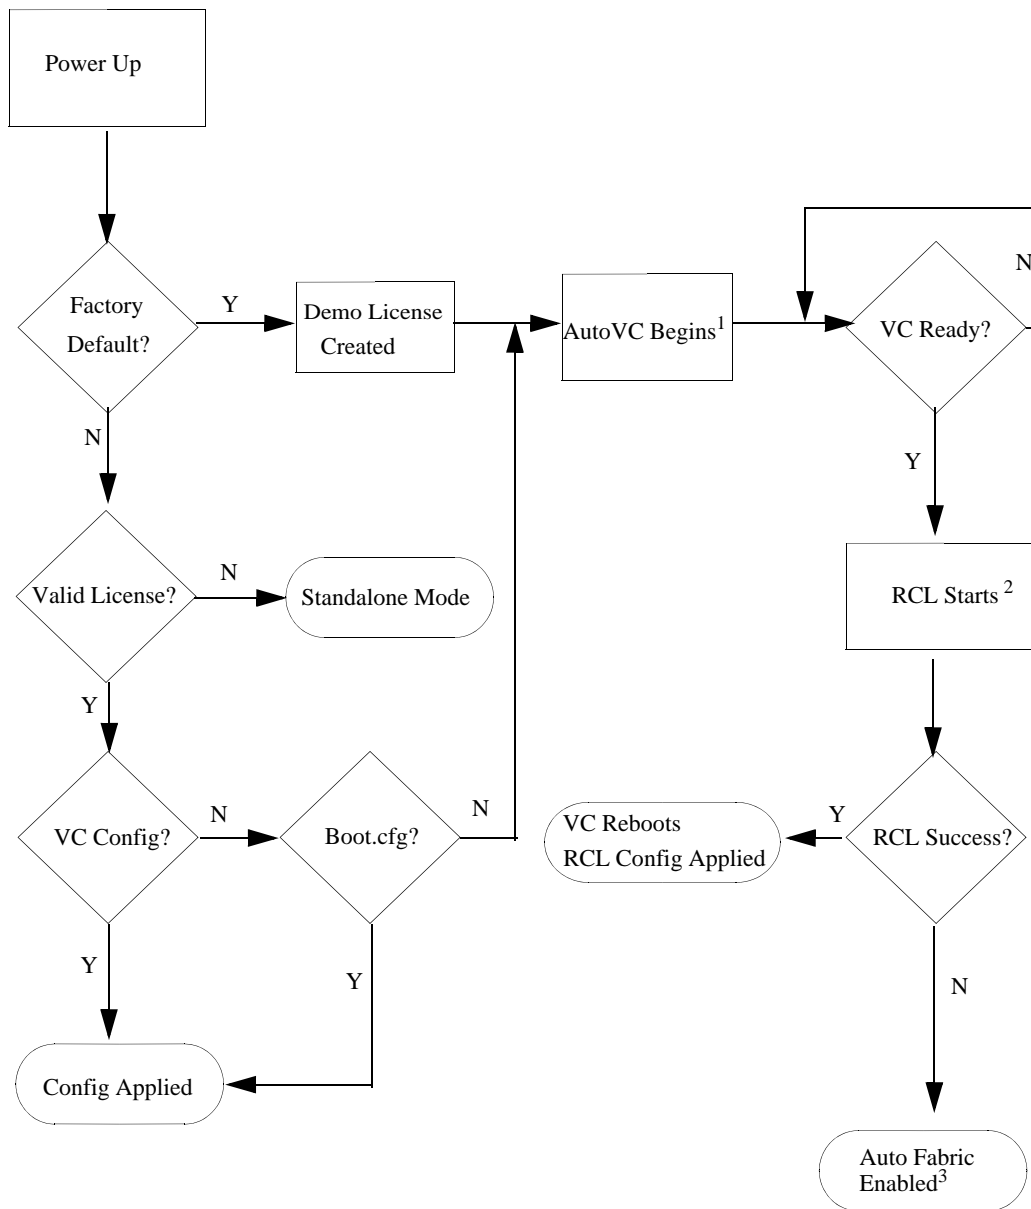 Power Up
N
Factory
Default?
Y
Demo License
Created
AutoVC Begins1
VC Ready?
N
Y
Valid License?
N
Standalone Mode
RCL Starts 2
Y
VC Config?
N
Boot.cfg?
N
VC Reboots
RCL Config Applied
Y
RCL Success?
Y
Y
N
Config Applied
Auto Fabric
Enabled3